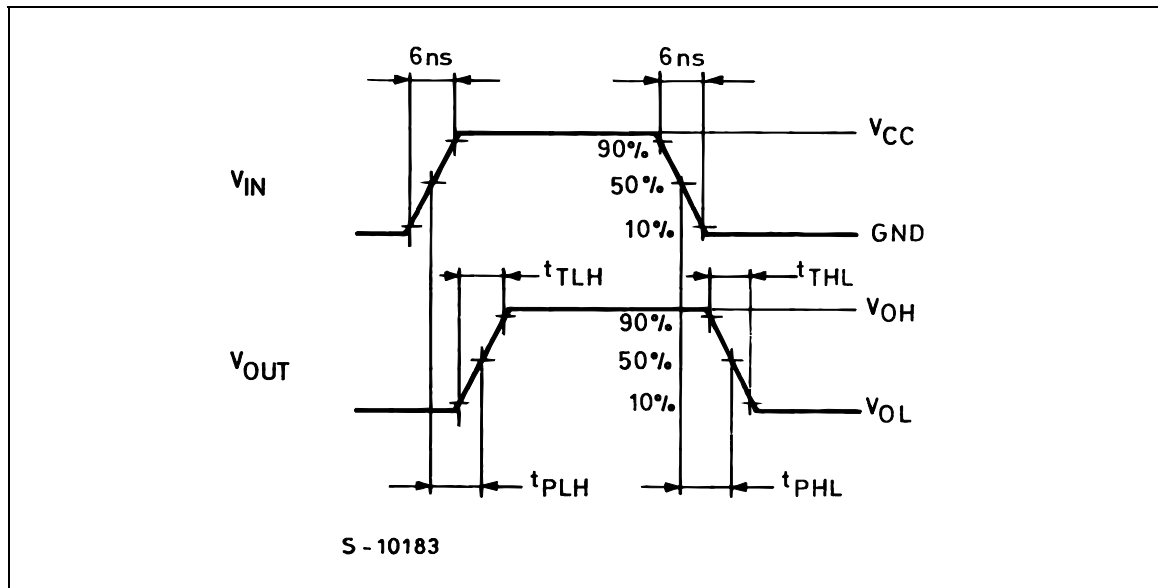 6ns 6ns
VCC
90%
VIN 50%
10% GND
tTLH tTHL
VOH
90%
VOUT 50%
10% VOL
tPLH tPHL
S-10183